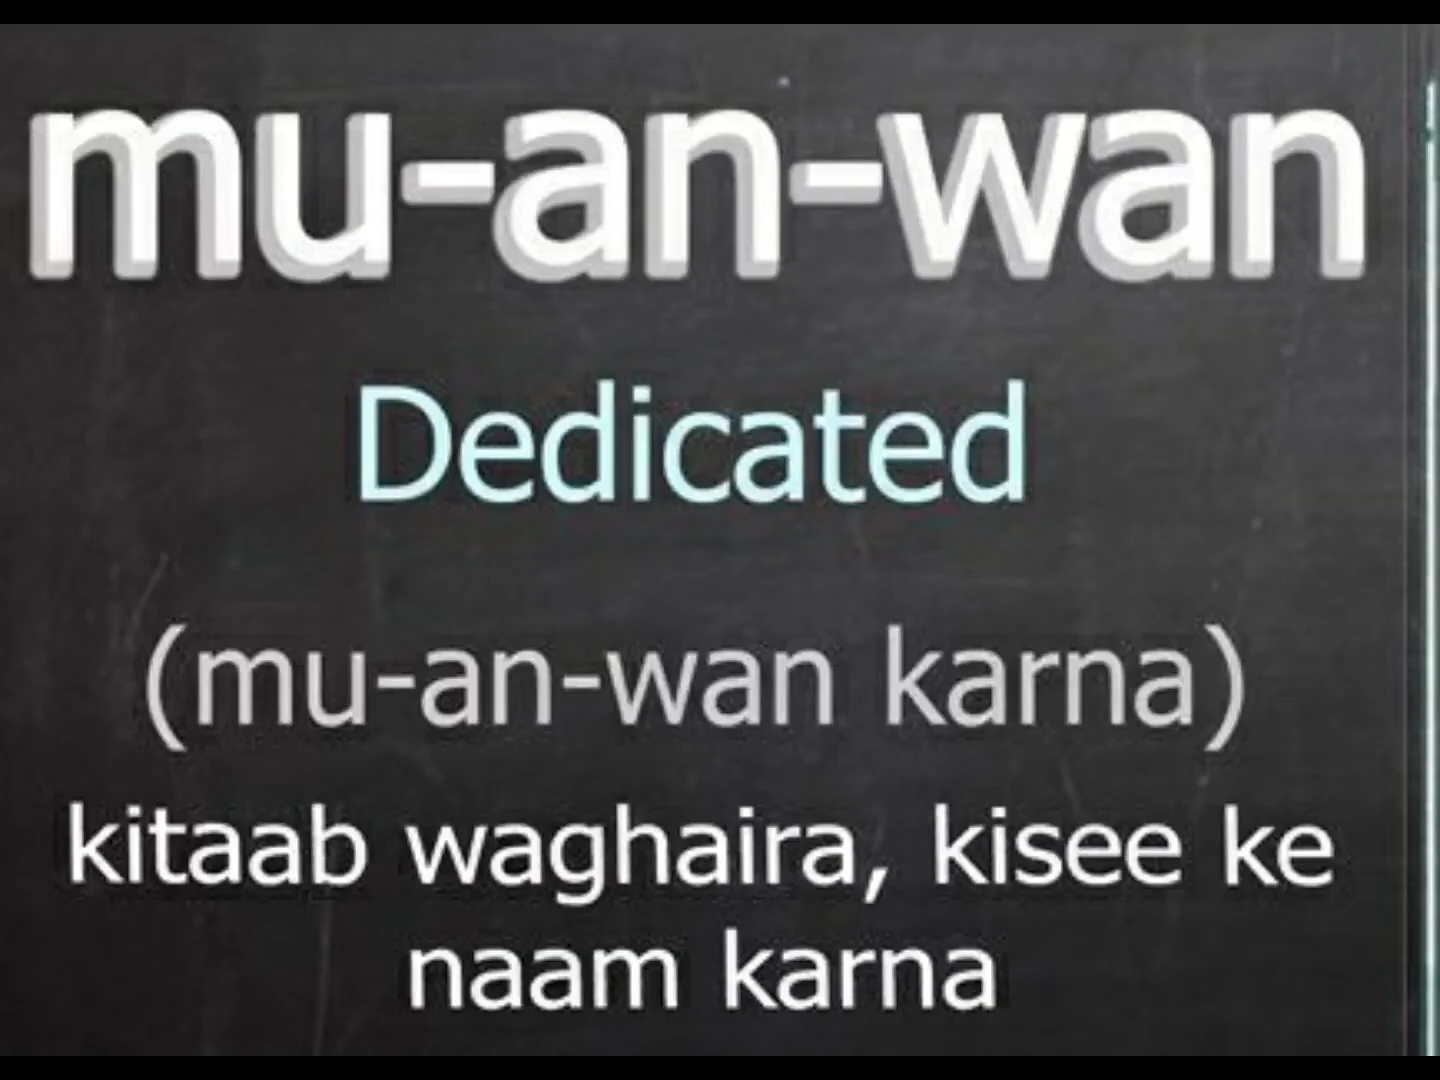 mu-an-wan
Dedicated
(mu-an-wan karna)
kitaab waghaira, kisee ke
naam karna